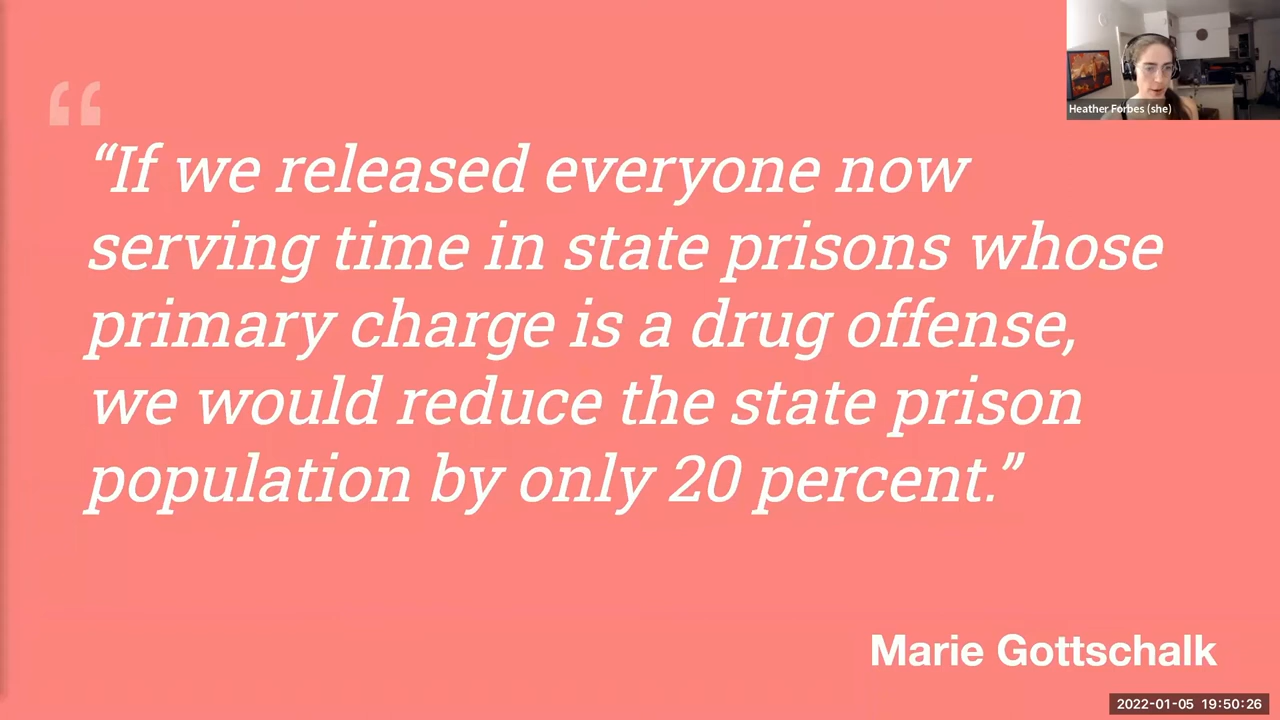 “
Heather Forbes (she)
“If we released everyone now
serving time in state prisons whose
primary charge is a drug offense,
we would reduce the state prison
population by only 20 percent.”
Marie Gottschalk
2022-01-05 19:50:26